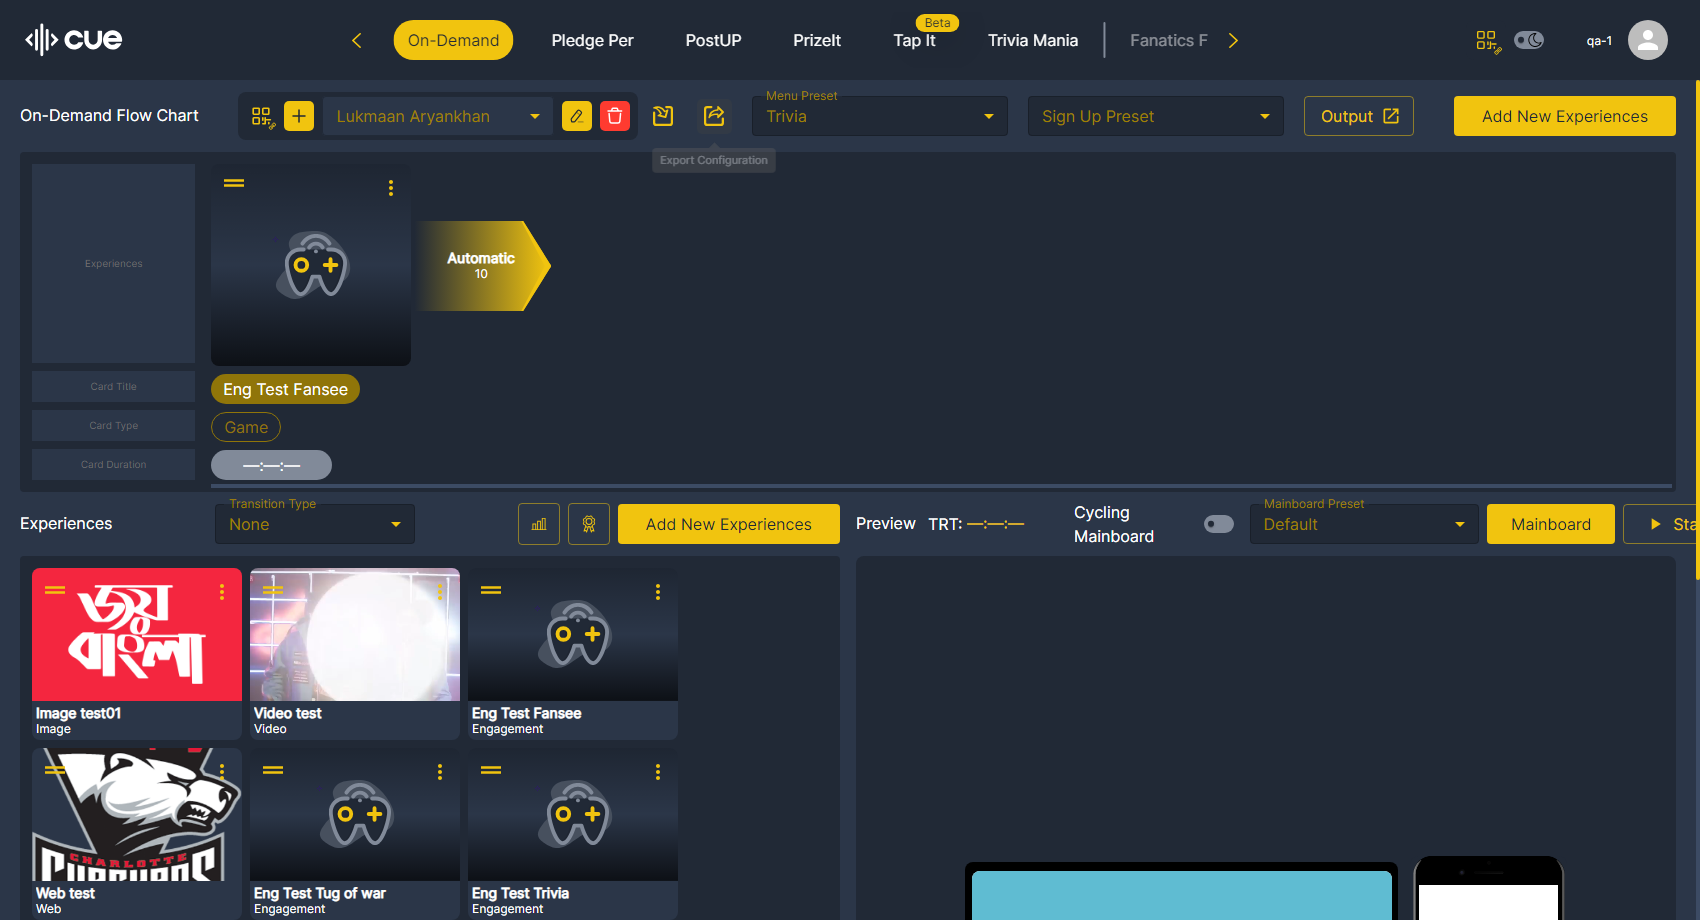 cue
On-Demand
Pledge Per
PostUP
PrizeIt
Beta
Tap It
Trivia Mania
Fanatics F
qa-1
On-Demand Flow Chart
Lukmaan Aryankhan
Menu Preset
Trivia
Sign Up Preset
Output
Add New Experiences
Export Configuration
Experiences
Automatic
10
Card Title
Eng Test Fansee
Card Type
Game
Card Duration
—:—:—
Experiences
Transition Type
None
Add New Experiences
Preview
TRT: —:—:—
Cycling
Mainboard
Mainboard Preset
Default
Mainboard
Sta
জয়
বাংলা
Image test01
Image
Video test
Video
Eng Test Fansee
Engagement
CHARLOTTE
Web test
Web
Eng Test Tug of war
Engagement
Eng Test Trivia
Engagement